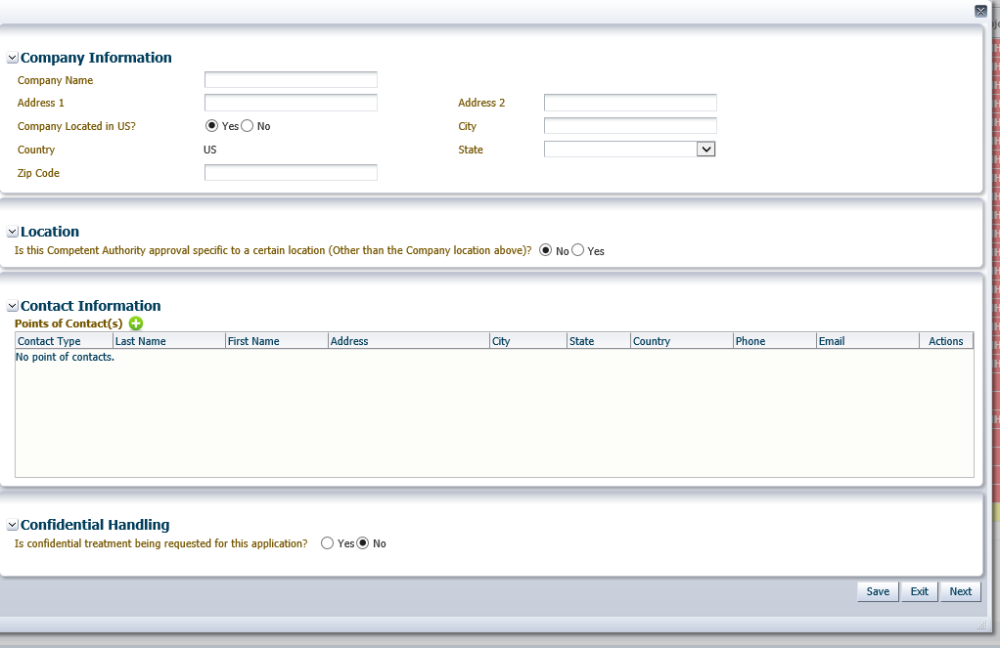 Company Information
Company Name
Address 1 Address 2
Company Located in US? Yes No City
Country US State
Zip Code
Location
Is this Competent Authority approval specific to a certain location (Other than the Company location above)? No Yes
Contact Information
Points of Contact(s)
Contact Type Last Name First Name Address City State Country Phone Email Actions
No point of contacts.
Confidential Handling
Is confidential treatment being requested for this application? Yes No
Save Exit Next